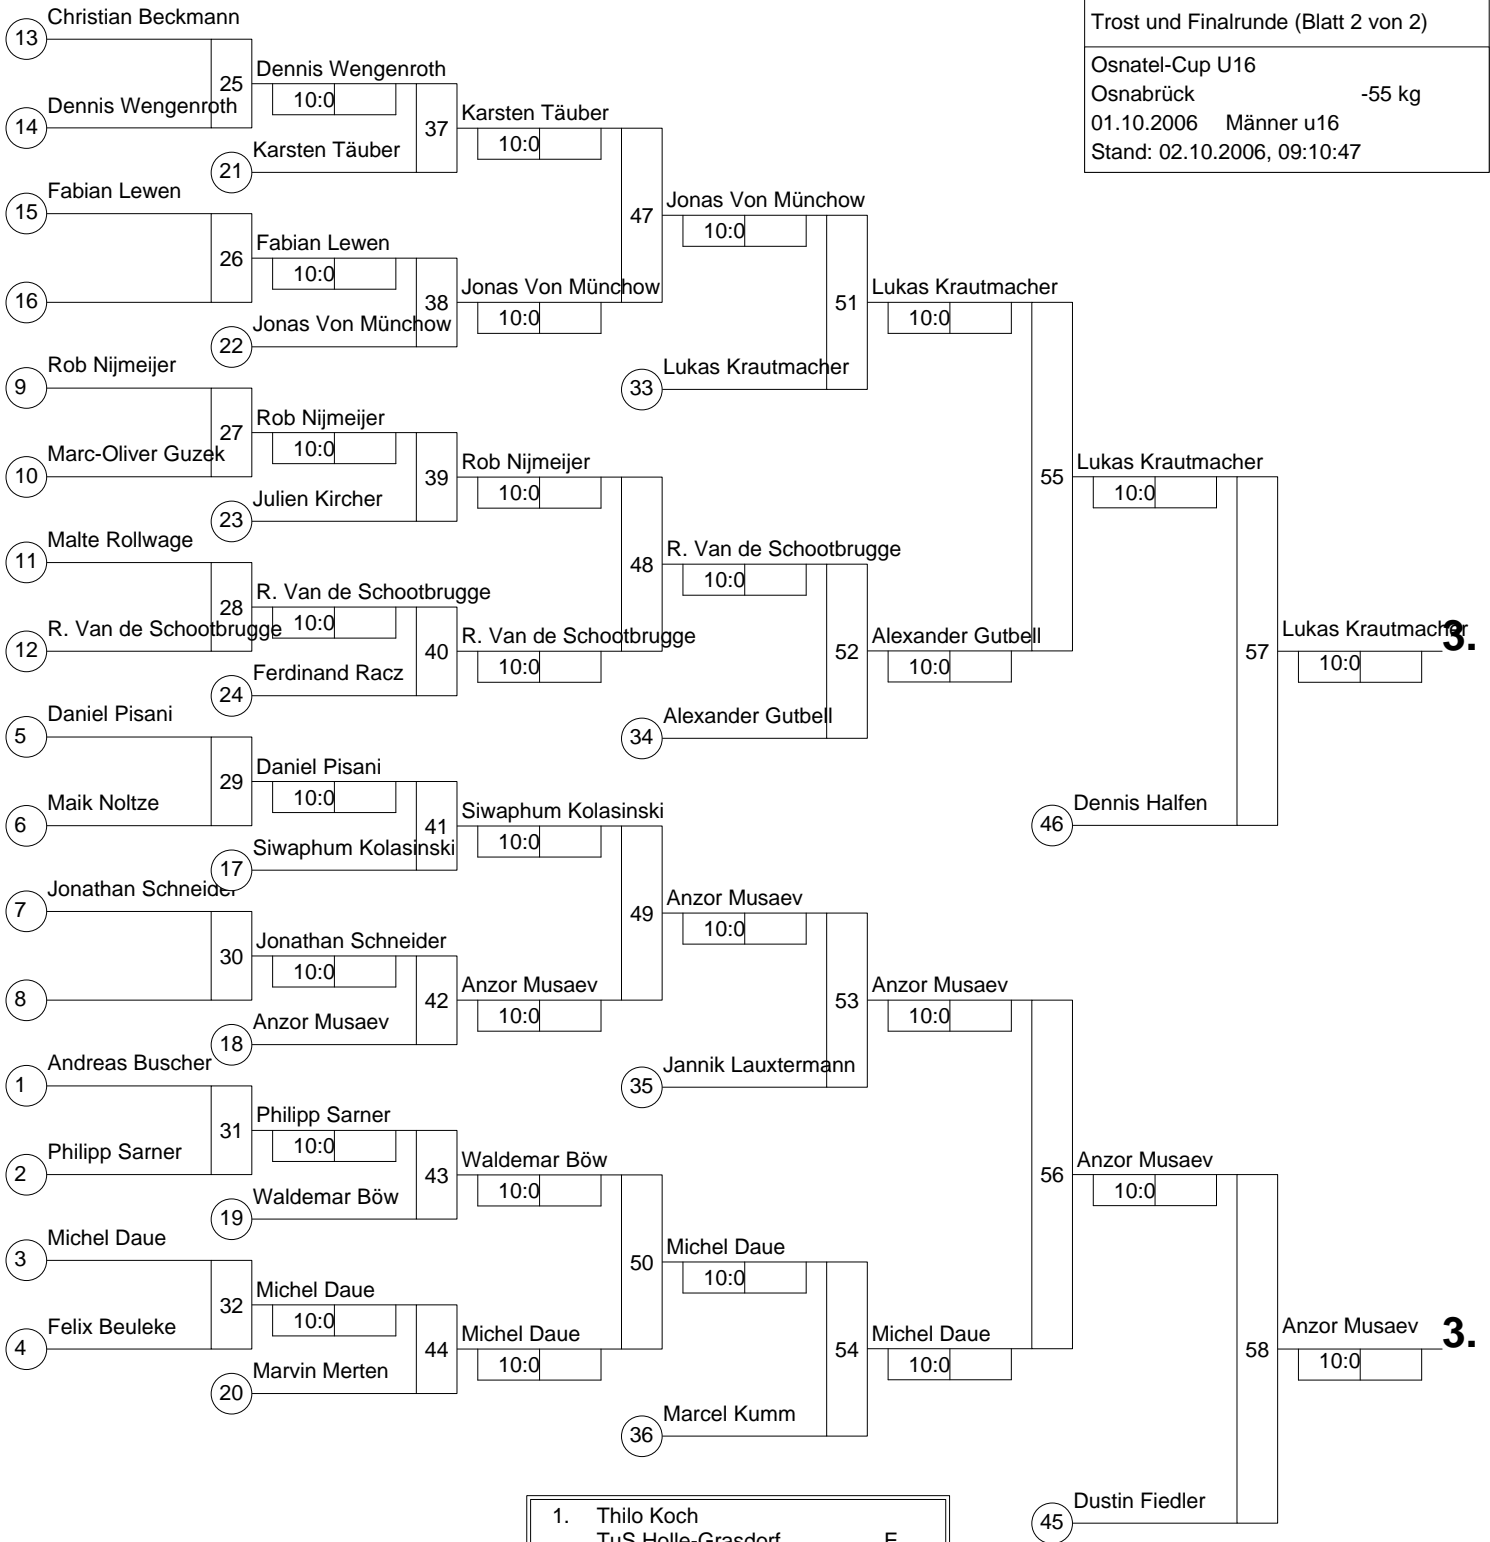 Trost und Finalrunde (Blatt 2 von 2)
Osnatel-Cup U16
Osnabrück -55 kg
01.10.2006 Männer u16
Stand: 02.10.2006, 09:10:47
13 Christian Beckmann
14 Dennis Wengenroth
15 Fabian Lewen
16
9 Rob Nijmeijer
10 Marc-Oliver Guzek
11 Malte Rollwage
12 R. Van de Schootbrugge
5 Daniel Pisani
6 Maik Noltze
7 Jonathan Schneider
8
1 Andreas Buscher
2 Philipp Sarner
3 Michel Daue
4 Felix Beuleke
25 Dennis Wengenroth
10:0
21 Karsten Täuber
26 Fabian Lewen
10:0
22 Jonas Von Münchow
27 Rob Nijmeijer
10:0
23 Julien Kircher
28 R. Van de Schootbrugge
10:0
24 Ferdinand Racz
29 Daniel Pisani
10:0
17 Siwaphum Kolasinski
30 Jonathan Schneider
10:0
18 Anzor Musaev
31 Philipp Sarner
10:0
19 Waldemar Böw
32 Michel Daue
10:0
20 Marvin Merten
37 Karsten Täuber
10:0
38 Jonas Von Münchow
10:0
39 Rob Nijmeijer
10:0
40 R. Van de Schootbrugge
10:0
41 Siwaphum Kolasinski
10:0
42 Anzor Musaev
10:0
43 Waldemar Böw
10:0
44 Michel Daue
10:0
47 Jonas Von Münchow
10:0
33 Lukas Krautmacher
48 R. Van de Schootbrugge
10:0
34 Alexander Gutbell
49 Anzor Musaev
10:0
35 Jannik Lauxtermann
50 Michel Daue
10:0
36 Marcel Kumm
51 Lukas Krautmacher
10:0
52 Alexander Gutbell
10:0
53 Anzor Musaev
10:0
54 Michel Daue
10:0
55 Lukas Krautmacher
10:0
46 Dennis Halfen
56 Anzor Musaev
10:0
45 Dustin Fiedler
57 Lukas Krautmacher 3.
10:0
58 Anzor Musaev 3.
10:0
1. Thilo Koch
TuS Holle-Grasdorf